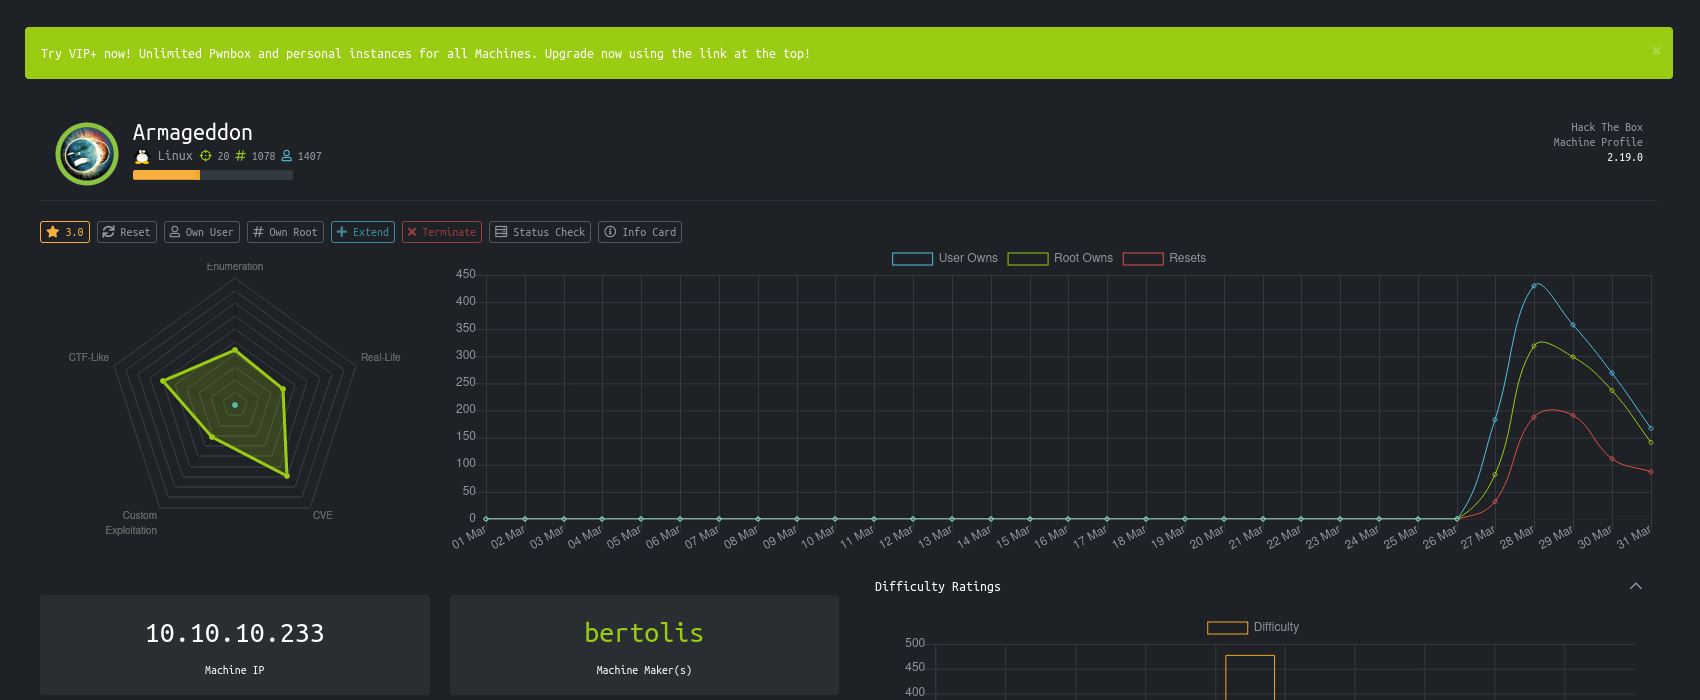 Try VIP+ now! Unlimited Pwnbox and personal instances for all Machines. Upgrade now using the link at the top!
×
Armageddon
Linux 20 # 1078 1407
Hack The Box
Machine Profile
2.19.0
3.0 Reset Own User # Own Root + Extend × Terminate Status Check Info Card
Enumeration
CTF-Like
Real-Life
Custom
Exploitation
CVE
User Owns Root Owns Resets
450
400
350
300
250
200
150
100
50
0
01 Mar 02 Mar 03 Mar 04 Mar 05 Mar 06 Mar 07 Mar 08 Mar 09 Mar 10 Mar 11 Mar 12 Mar 13 Mar 14 Mar 15 Mar 16 Mar 17 Mar 18 Mar 19 Mar 20 Mar 21 Mar 22 Mar 23 Mar 24 Mar 25 Mar 26 Mar 27 Mar 28 Mar 29 Mar 30 Mar 31 Mar
10.10.10.233
Machine IP
bertolis
Machine Maker(s)
Difficulty Ratings
Difficulty
500
450
400